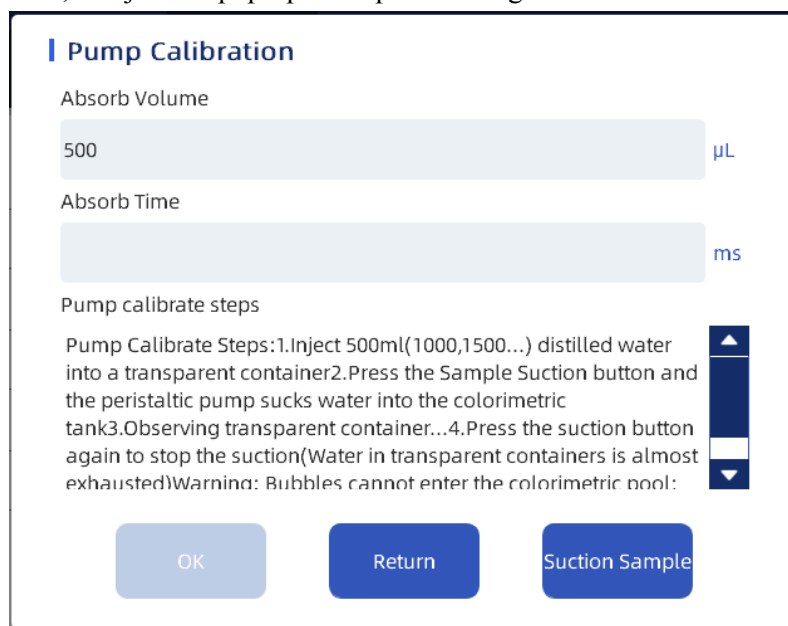 Pump Calibration
Absorb Volume
500
µL
Absorb Time
ms
Pump calibrate steps
Pump Calibrate Steps:1.Inject 500ml(1000,1500...) distilled water
into a transparent container2.Press the Sample Suction button and
the peristaltic pump sucks water into the colorimetric
tank3.Observing transparent container...4.Press the suction button
again to stop the suction(Water in transparent containers is almost
exhausted)Warning: Bubbles cannot enter the colorimetric pool;
OK
Return
Suction Sample